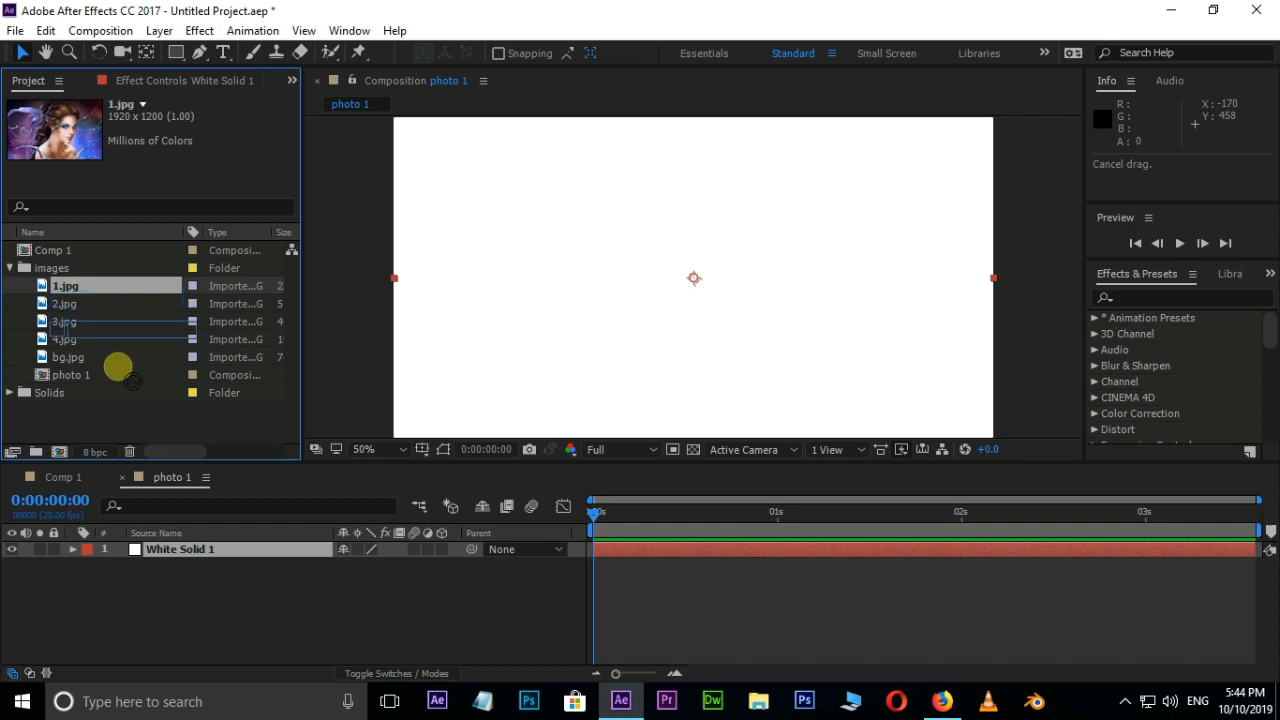 Adobe After Effects CC 2017 - Untitled Project.aep *
File Edit Composition Layer Effect Animation View Window Help
Snapping Essentials Standard Small Screen Libraries Search Help
Project Effect Controls White Solid 1
1.jpg
1920 x 1200 (1.00)
Millions of Colors
Name Type Size
Comp 1 Composi...
images Folder
1.jpg Importe...G 2
2.jpg Importe...G 5
3.jpg Importe...G 4
4.jpg Importe...G 1
bg.jpg Importe...G 7
photo 1 Composi...
Solids Folder
8 bpc
Composition photo 1
photo 1
50% 0:00:00:00 Full Active Camera 1 View +0.0
Info Audio
R:
G:
B:
A: 0
X:-170
Y: 458
Cancel drag.
Preview
Effects & Presets Libra
* Animation Presets
3D Channel
Audio
Blur & Sharpen
Channel
CINEMA 4D
Color Correction
Distort
Comp 1 photo 1
0:00:00:00
00000 (25.00 fps)
01s 02s 03s
# Source Name Parent
1 White Solid 1 None
Toggle Switches / Modes
Type here to search
ENG
5:44 PM
10/10/2019